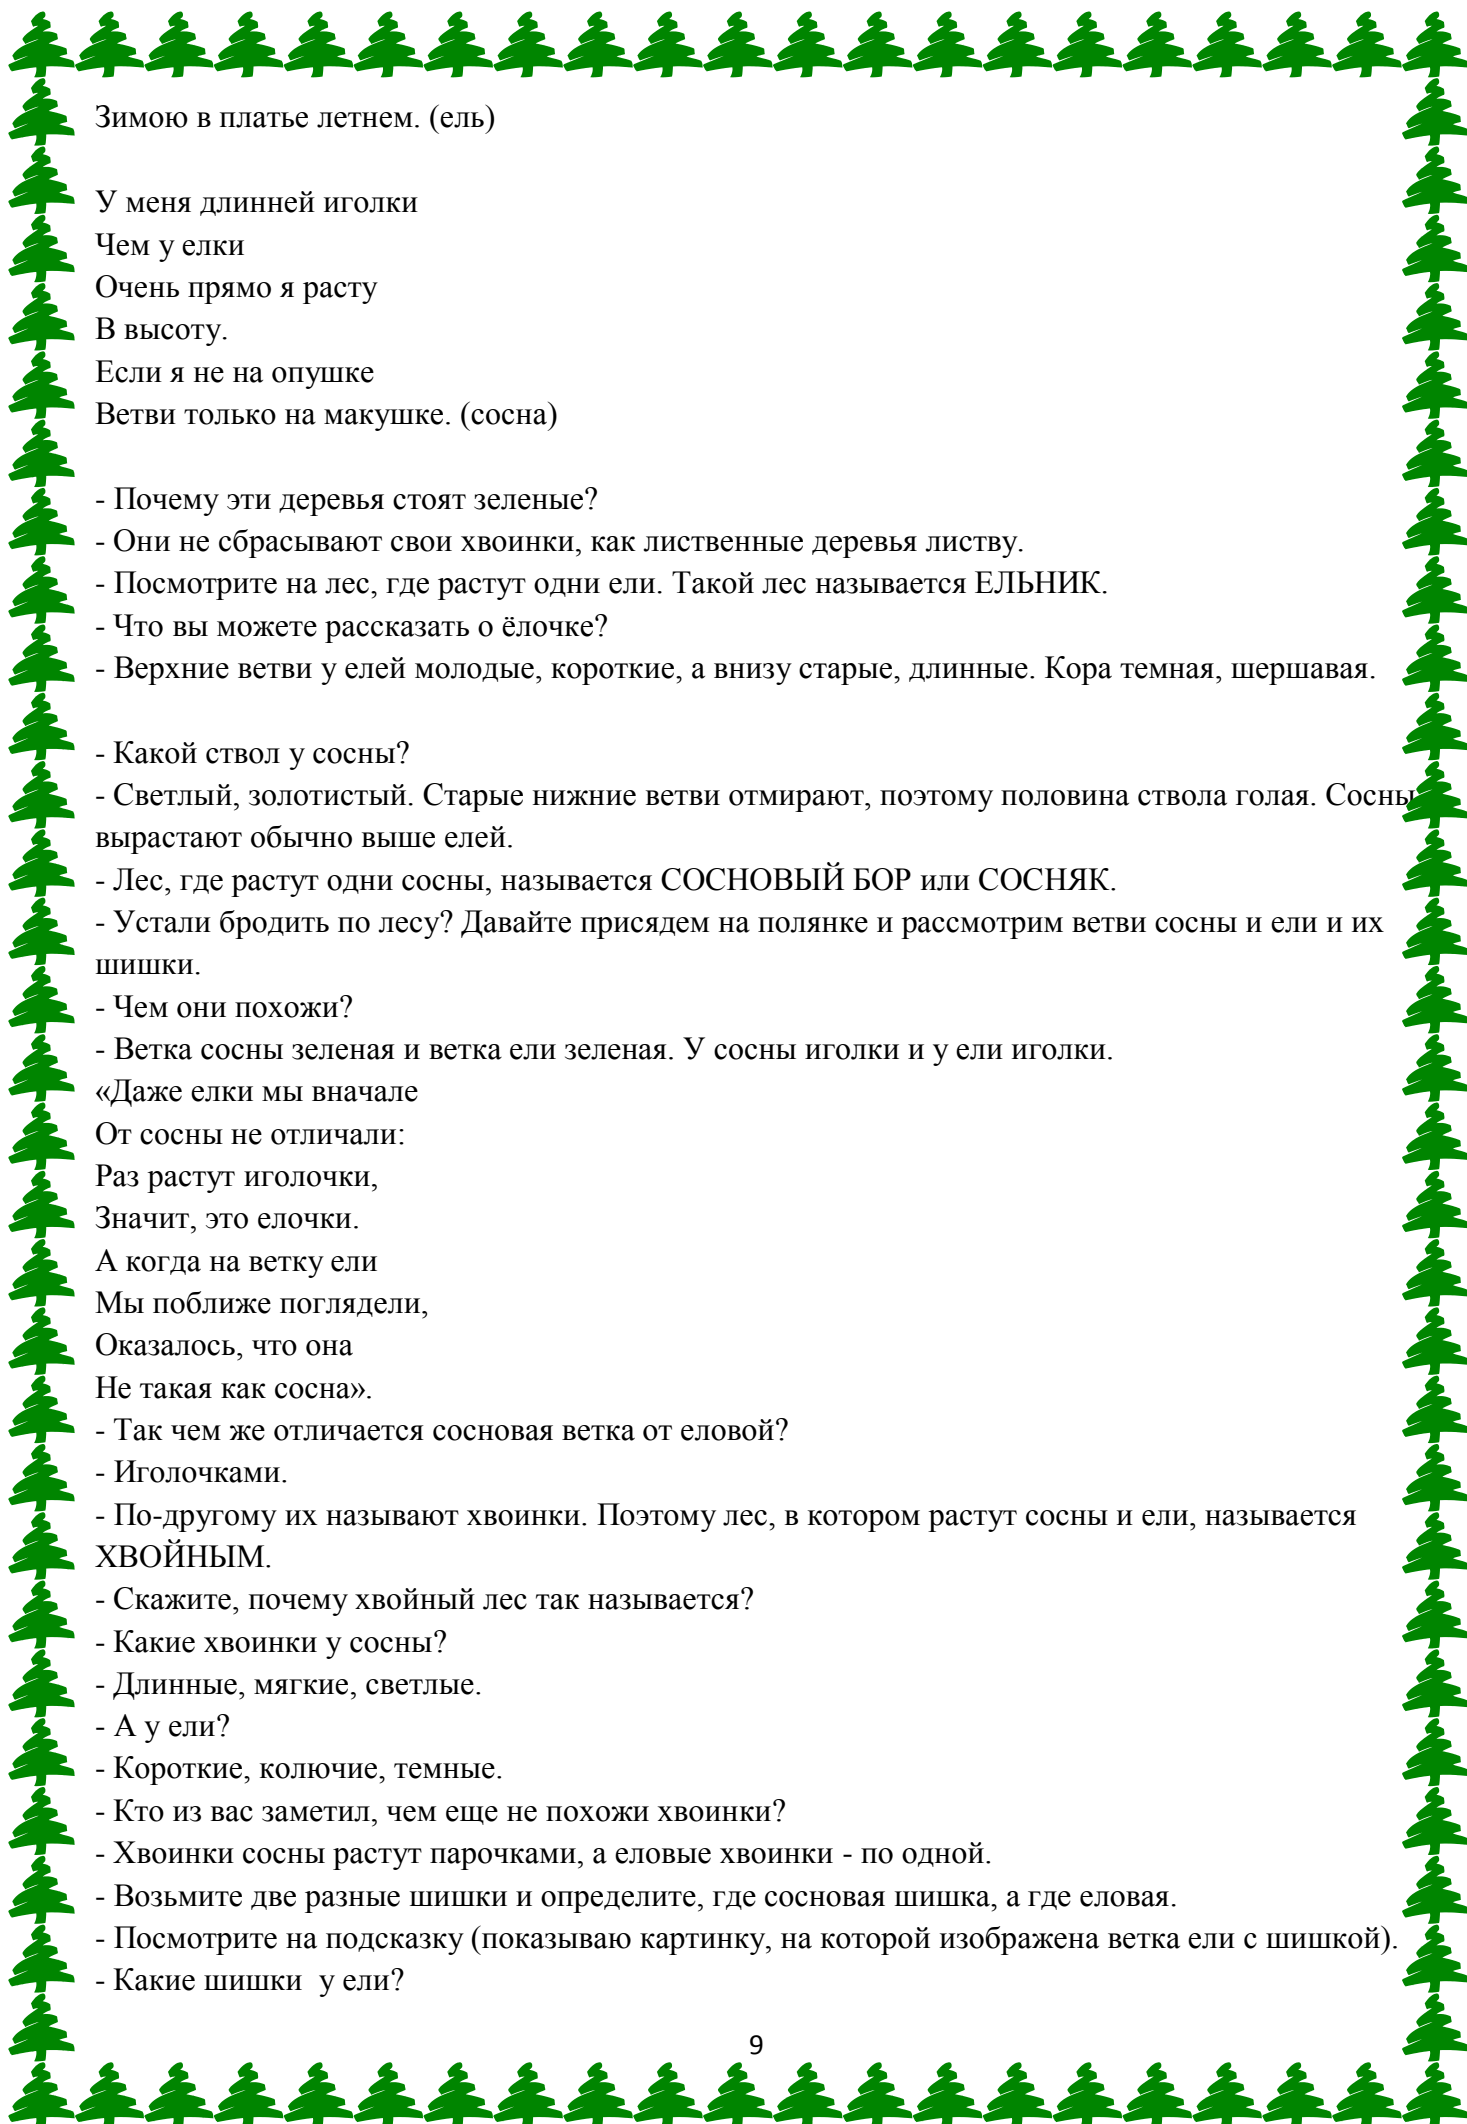 Зимою в платье летнем. (ель)
У меня длинней иголки
Чем у елки
Очень прямо я расту
В высоту.
Если я не на опушке
Ветви только на макушке. (сосна)
- Почему эти деревья стоят зеленые?
- Они не сбрасывают свои хвоинки, как лиственные деревья листву.
- Посмотрите на лес, где растут одни ели. Такой лес называется ЕЛЬНИК.
- Что вы можете рассказать о ёлочке?
- Верхние ветви у елей молодые, короткие, а внизу старые, длинные. Кора темная, шершавая.
- Какой ствол у сосны?
- Светлый, золотистый. Старые нижние ветви отмирают, поэтому половина ствола голая. Сосны
вырастают обычно выше елей.
- Лес, где растут одни сосны, называется СОСНОВЫЙ БОР или СОСНЯК.
- Устали бродить по лесу? Давайте присядем на полянке и рассмотрим ветви сосны и ели и их
шишки.
- Чем они похожи?
- Ветка сосны зеленая и ветка ели зеленая. У сосны иголки и у ели иголки.
«Даже елки мы вначале
От сосны не отличали:
Раз растут иголочки,
Значит, это елочки.
А когда на ветку ели
Мы поближе поглядели,
Оказалось, что она
Не такая как сосна».
- Так чем же отличается сосновая ветка от еловой?
- Иголочками.
- По-другому их называют хвоинки. Поэтому лес, в котором растут сосны и ели, называется
ХВОЙНЫМ.
- Скажите, почему хвойный лес так называется?
- Какие хвоинки у сосны?
- Длинные, мягкие, светлые.
- А у ели?
- Короткие, колючие, темные.
- Кто из вас заметил, чем еще не похожи хвоинки?
- Хвоинки сосны растут парочками, а еловые хвоинки - по одной.
- Возьмите две разные шишки и определите, где сосновая шишка, а где еловая.
- Посмотрите на подсказку (показываю картинку, на которой изображена ветка ели с шишкой).
- Какие шишки  у ели?
9